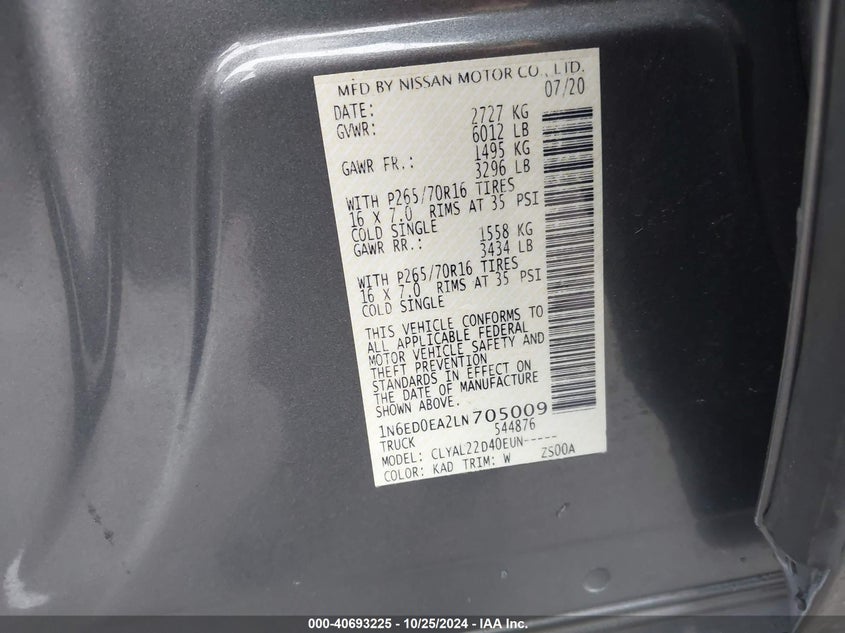 MFD BY NISSAN MOTOR CO., LTD.
DATE: 07/20
GVWR: 2727 KG
6012 LB
GAWR FR.: 1495 KG
3296 LB
WITH P265/70R16 TIRES
16 X 7.0 RIMS AT 35 PSI
COLD SINGLE
GAWR RR.: 1558 KG
3434 LB
WITH P265/70R16 TIRES
16 X 7.0 RIMS AT 35 PSI
COLD SINGLE
THIS VEHICLE CONFORMS TO
ALL APPLICABLE FEDERAL
MOTOR VEHICLE SAFETY AND
THEFT PREVENTION
STANDARDS IN EFFECT ON
THE DATE OF MANUFACTURE
SHOWN ABOVE.
1N6ED0EA2LN705009
TRUCK 544876
MODEL: CLYAL22D40EUN-----
COLOR: KAD TRIM: W ZS00A
000-40693225 - 10/25/2024 - IAA Inc.